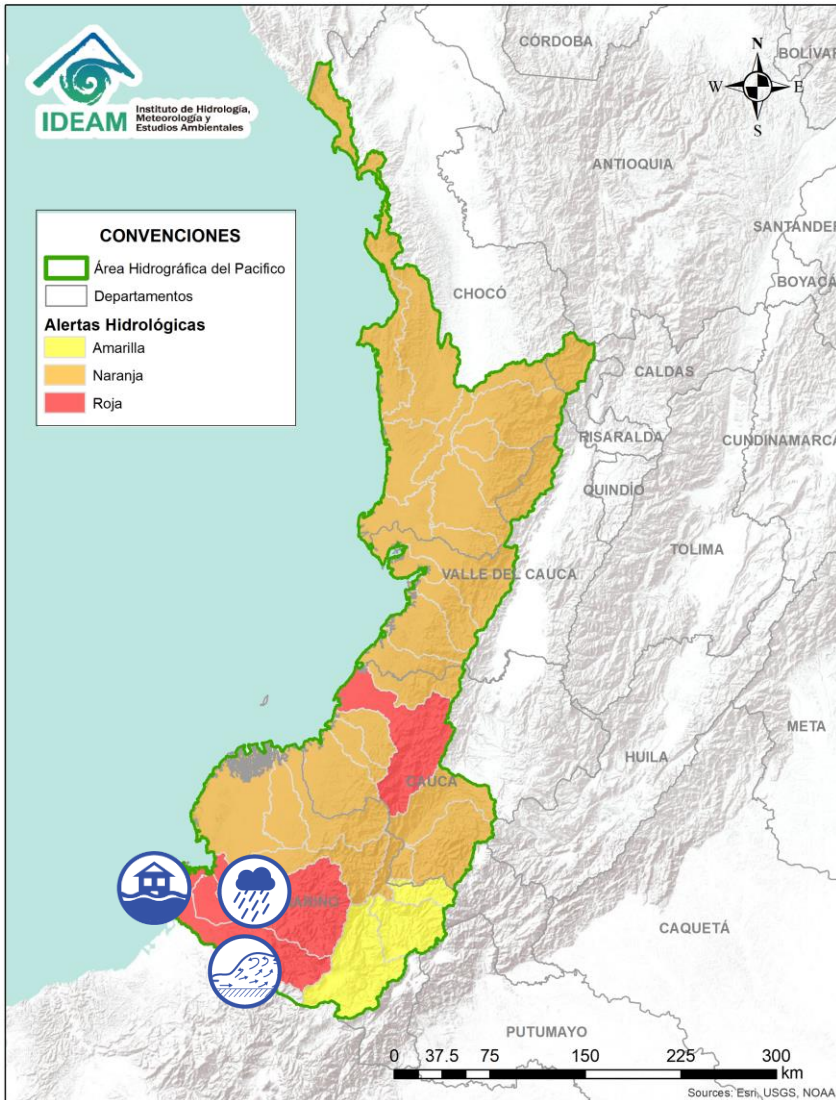 CÓRDOBA
BOLÍVAR
N
W
E
S
IDEAM
Instituto de Hidrología,
Meteorología y
Estudios Ambientales
ANTIOQUIA
SANTANDER
CONVENCIONES
Área Hidrográfica del Pacifico
Departamentos
Alertas Hidrológicas
Amarilla
Naranja
Roja
BOYACÁ
CHOCÓ
CALDAS
RISARALDA
CUNDINAMARCA
QUINDÍO
TOLIMA
VALLE DEL CAUCA
META
HUILA
CAUCA
CAQUETÁ
PUTUMAYO
0 37.5 75 150 225 300
km
Sources: Esri, USGS, NOAA